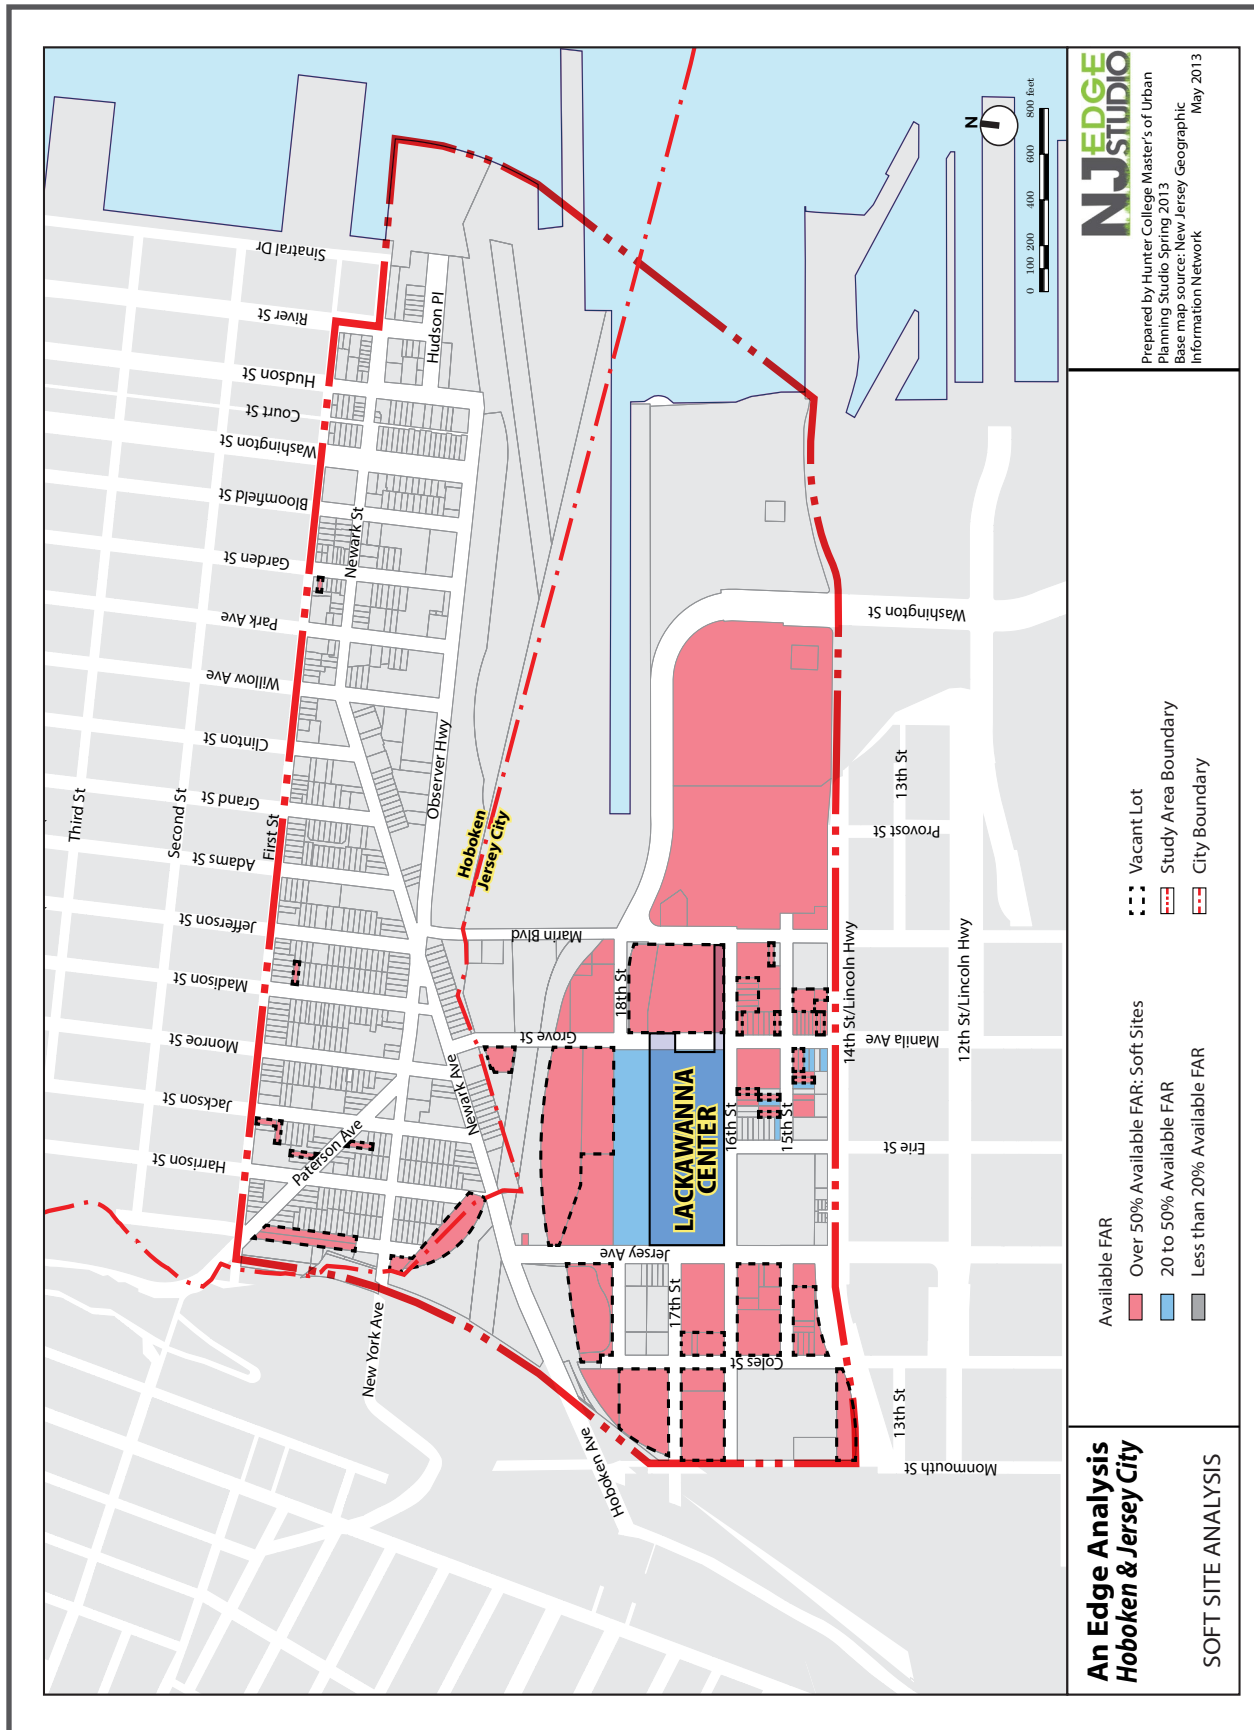 An Edge Analysis
Hoboken & Jersey City
SOFT SITE ANALYSIS
Available FAR
Over 50% Available FAR: Soft Sites
20 to 50% Available FAR
Less than 20% Available FAR
Vacant Lot
Study Area Boundary
City Boundary
NJ EDGE
STUDIO
Prepared by Hunter College Master's of Urban
Planning Studio Spring 2013
Base map source: New Jersey Geographic
Information Network
May 2013
N
0 100 200 400 600 800 feet
Third St
Second St
First St
Sinatral Dr
River St
Hudson St
Court St
Washington St
Bloomfield St
Garden St
Park Ave
Willow Ave
Clinton St
Grand St
Adams St
Jefferson St
Madison St
Monroe St
Jackson St
Harrison St
Paterson Ave
Newark St
Hudson Pl
Observer Hwy
Newark Ave
New York Ave
Hoboken Ave
Hoboken
Jersey City
Marin Blvd
Grove St
18th St
Jersey Ave
17th St
LACKAWANNA
CENTER
16th St
15th St
Coles St
14th St/Lincoln Hwy
Manila Ave
12th St/Lincoln Hwy
Erie St
13th St
Monmouth St
Provost St
13th St
Washington St